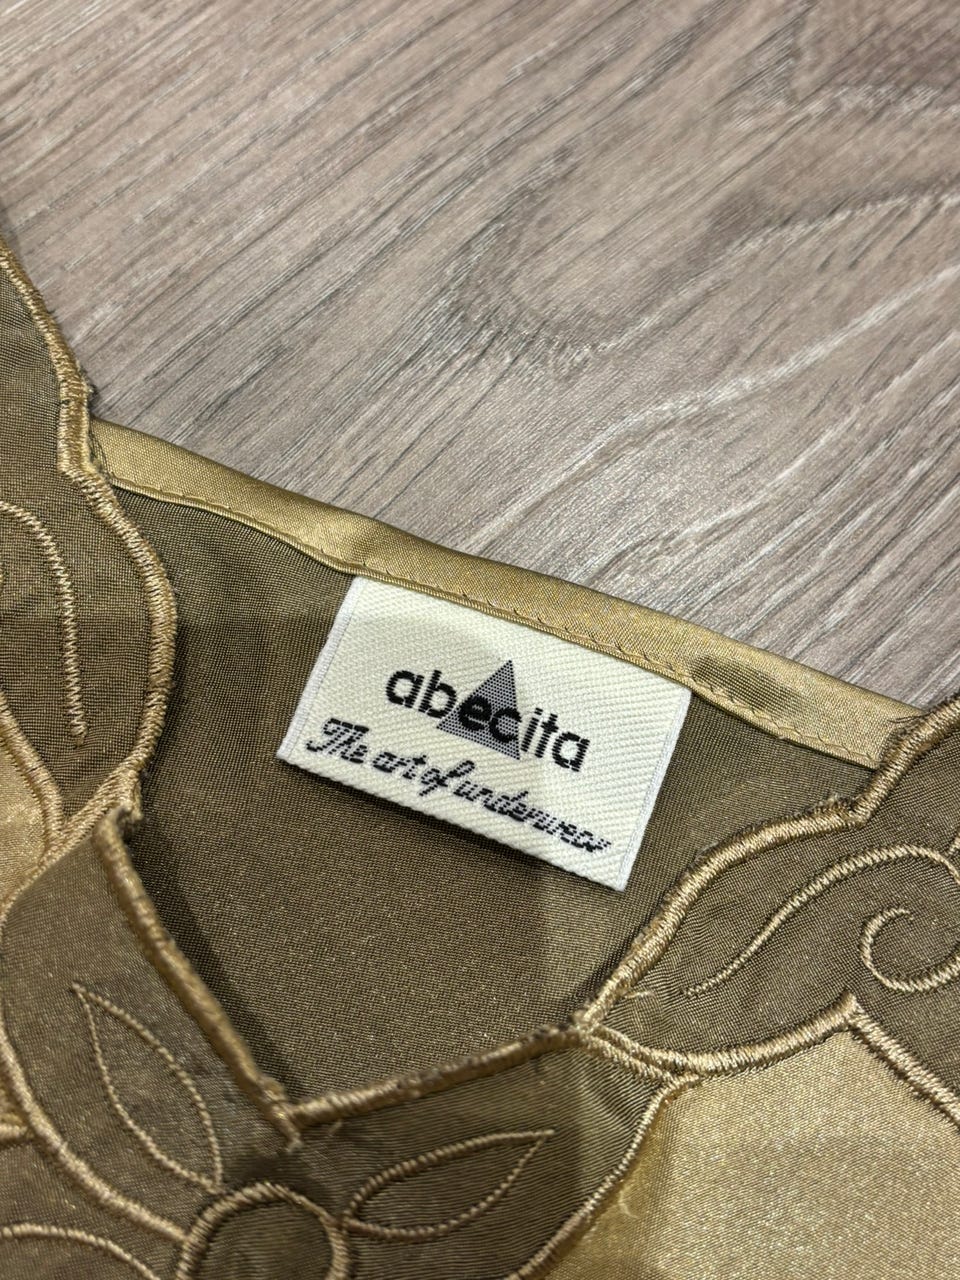 abecita
The art of underwear